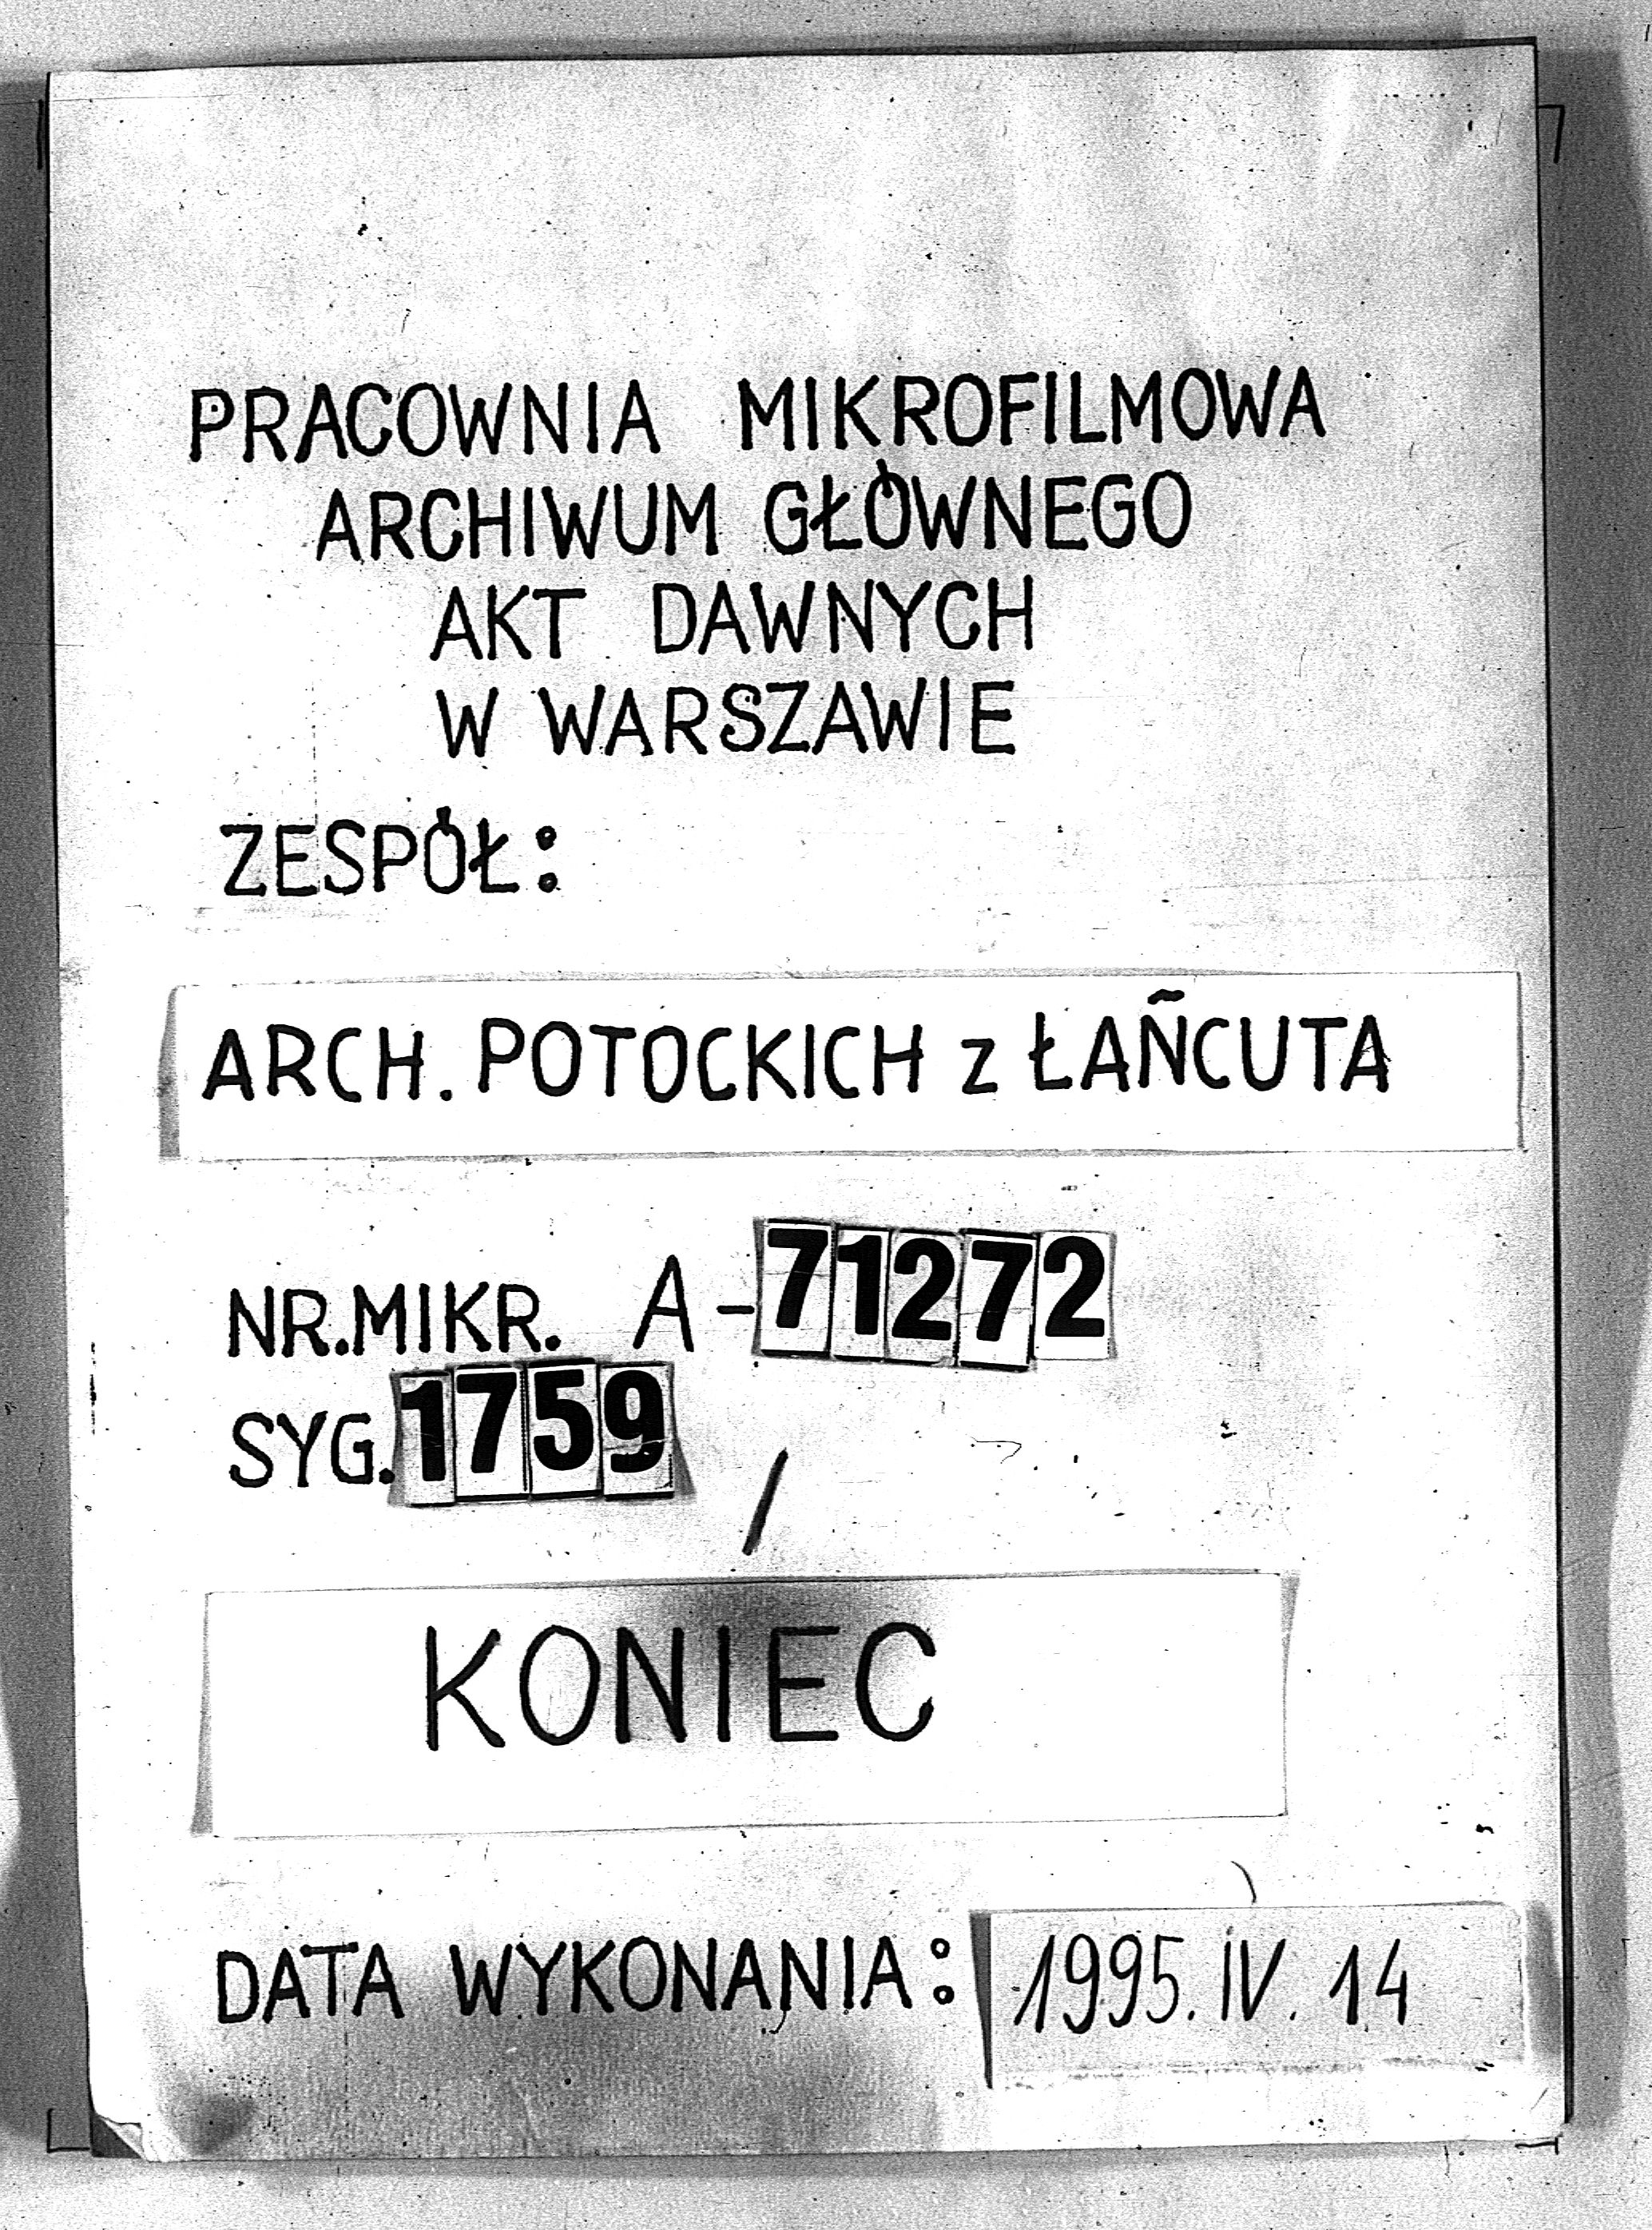 PRACOWNIA MIKROFILMOWA
ARCHIWUM GŁÓWNEGO
AKT DAWNYCH
W WARSZAWIE
ZESPÓŁ:
ARCH. POTOCKICH z ŁAŃCUTA
NR.MIKR. A-71272
SYG.1759 /
KONIEC
DATA WYKONANIA: 1995.IV.14